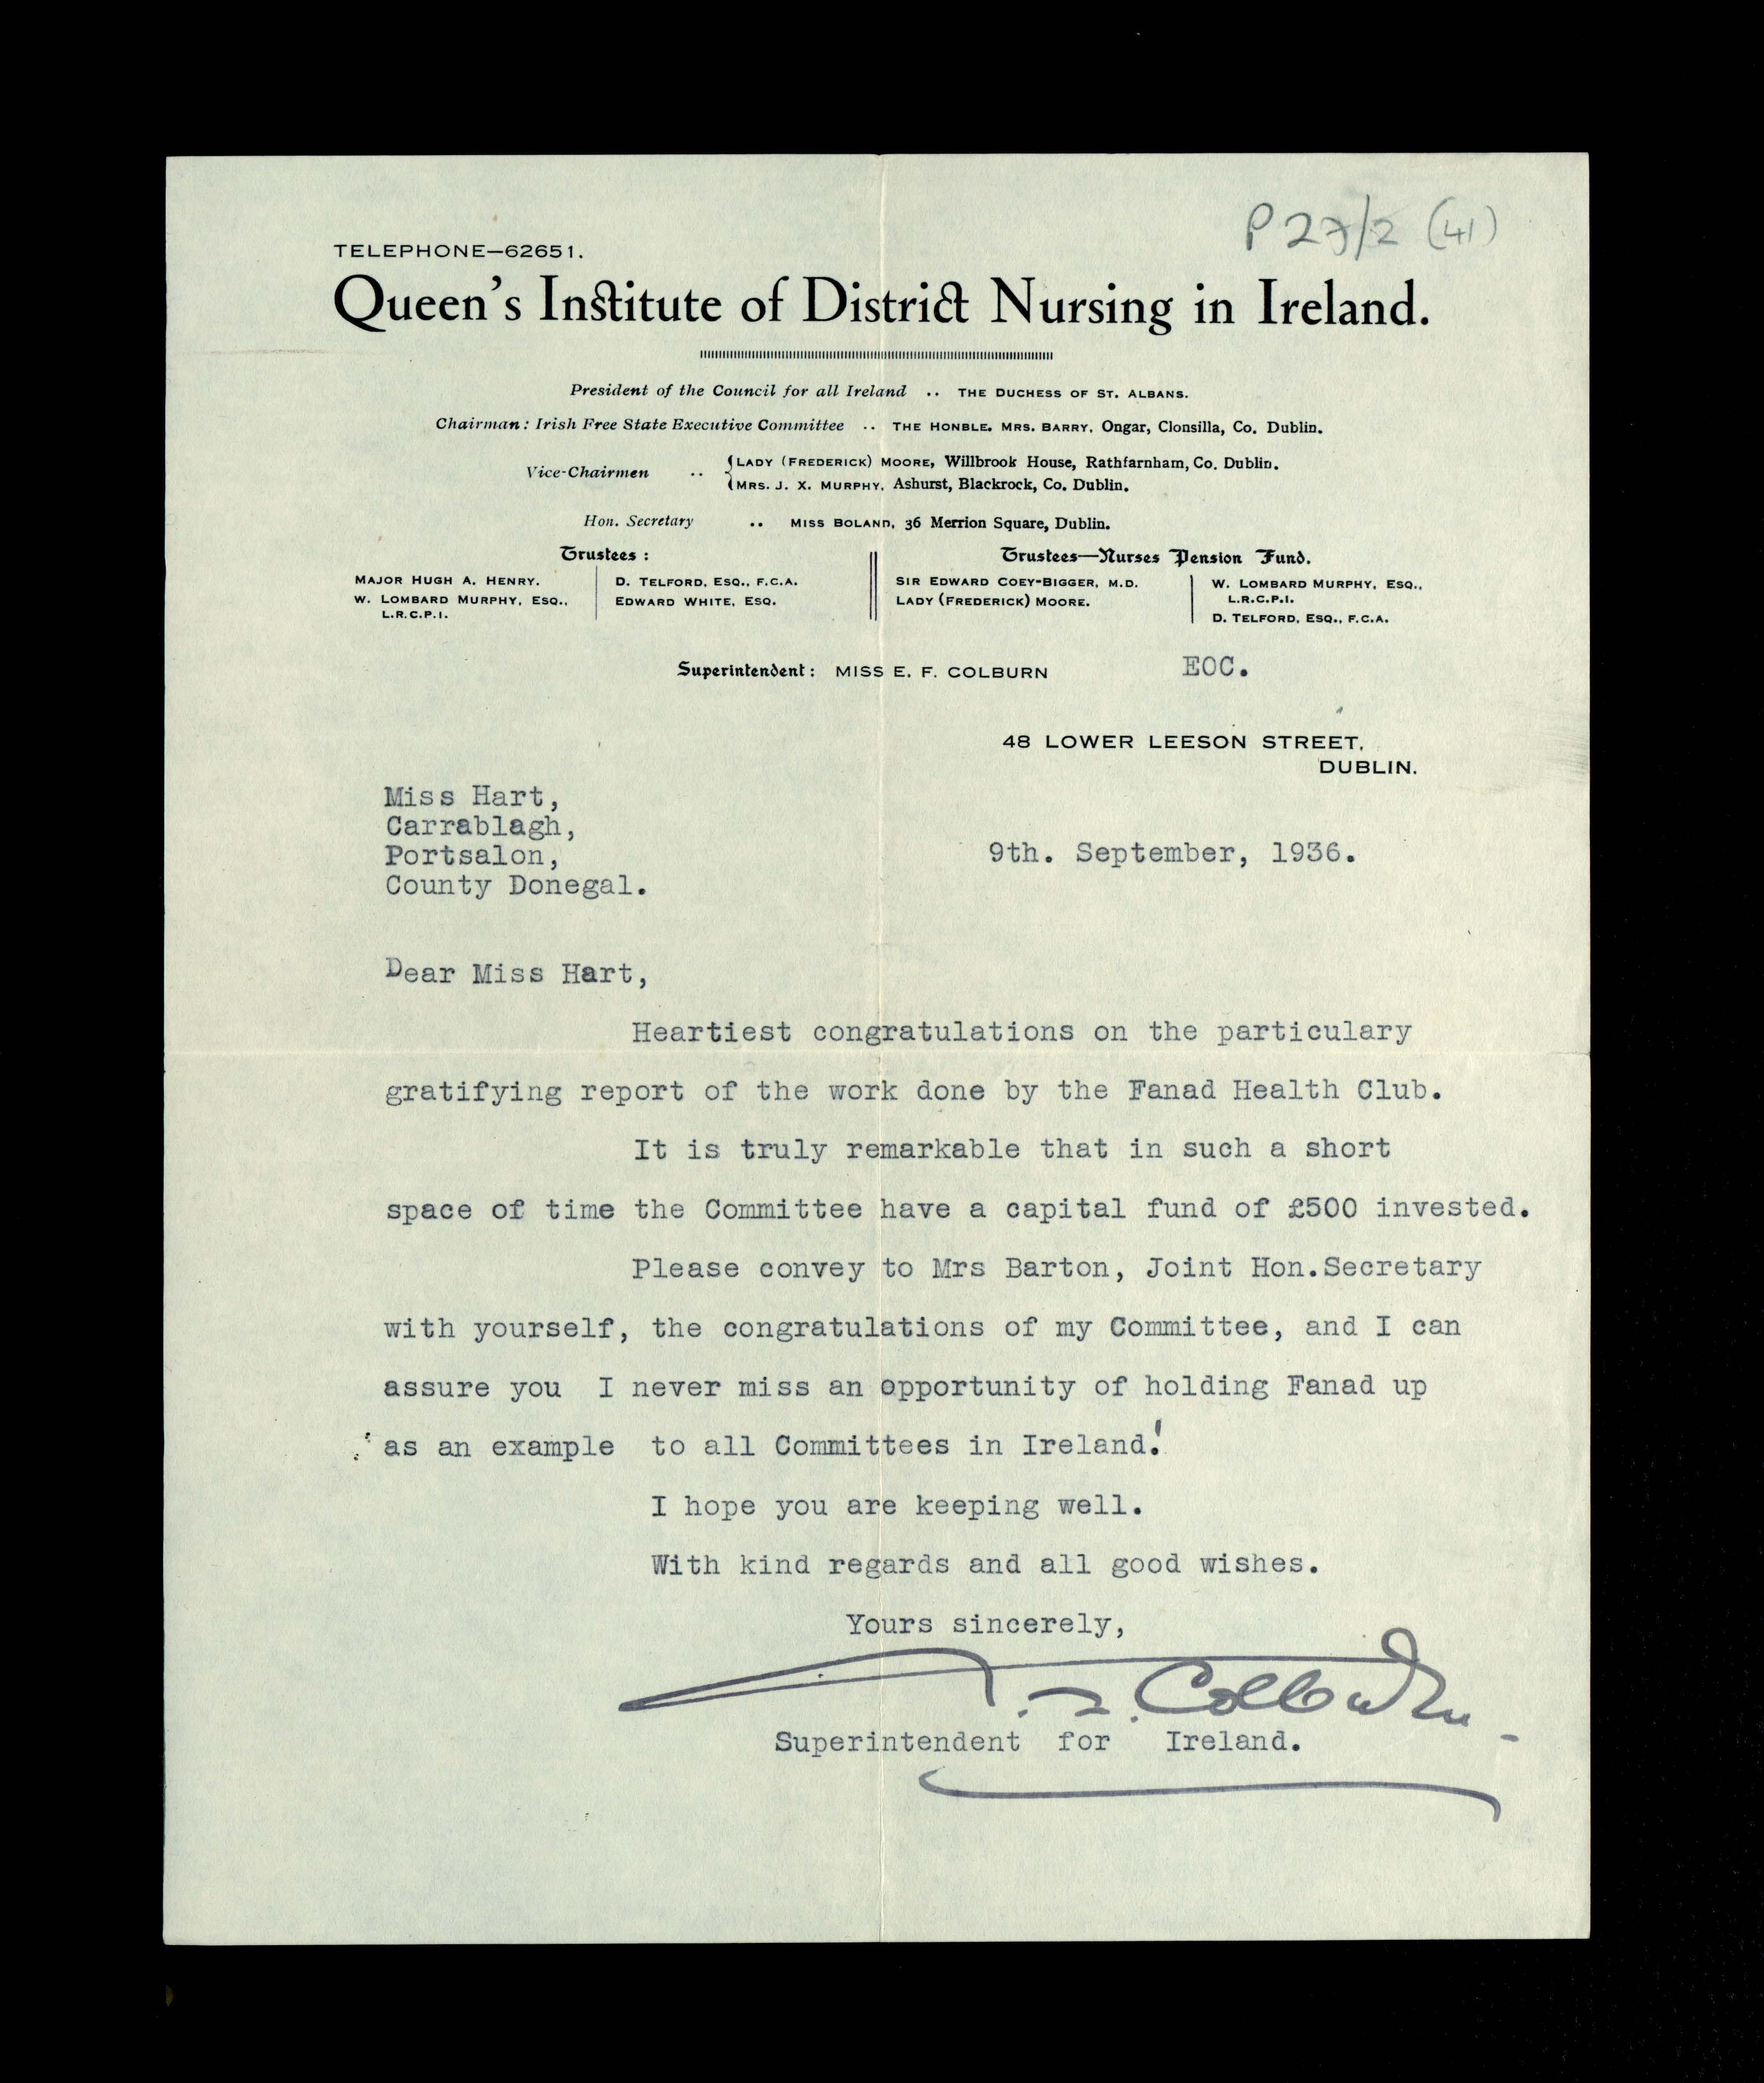 P27/2 (41)
TELEPHONE—62651.
Queen's Institute of District Nursing in Ireland.
President of the Council for all Ireland .. THE DUCHESS OF ST. ALBANS.
Chairman: Irish Free State Executive Committee .. THE HONBLE. MRS. BARRY, Ongar, Clonsilla, Co. Dublin.
Vice-Chairmen .. LADY (FREDERICK) MOORE, Willbrook House, Rathfarnham, Co. Dublin.
MRS. J. X. MURPHY, Ashurst, Blackrock, Co. Dublin.
Hon. Secretary .. MISS BOLAND, 36 Merrion Square, Dublin.
Trustees:
MAJOR HUGH A. HENRY.
W. LOMBARD MURPHY, ESQ.,
L.R.C.P.I.
D. TELFORD, ESQ., F.C.A.
EDWARD WHITE, ESQ.
Trustees—Nurses Pension Fund.
SIR EDWARD COEY-BIGGER, M.D.
LADY (FREDERICK) MOORE.
W. LOMBARD MURPHY, ESQ.,
L.R.C.P.I.
D. TELFORD, ESQ., F.C.A.
Superintendent: MISS E. F. COLBURN EOC.
48 LOWER LEESON STREET,
DUBLIN.
Miss Hart,
Carrablagh,
Portsalon,
County Donegal.
9th. September, 1936.
Dear Miss Hart,
Heartiest congratulations on the particulary
gratifying report of the work done by the Fanad Health Club.
It is truly remarkable that in such a short
space of time the Committee have a capital fund of £500 invested.
Please convey to Mrs Barton, Joint Hon.Secretary
with yourself, the congratulations of my Committee, and I can
assure you I never miss an opportunity of holding Fanad up
as an example to all Committees in Ireland!
I hope you are keeping well.
With kind regards and all good wishes.
Yours sincerely,
Colburn
Superintendent for Ireland.